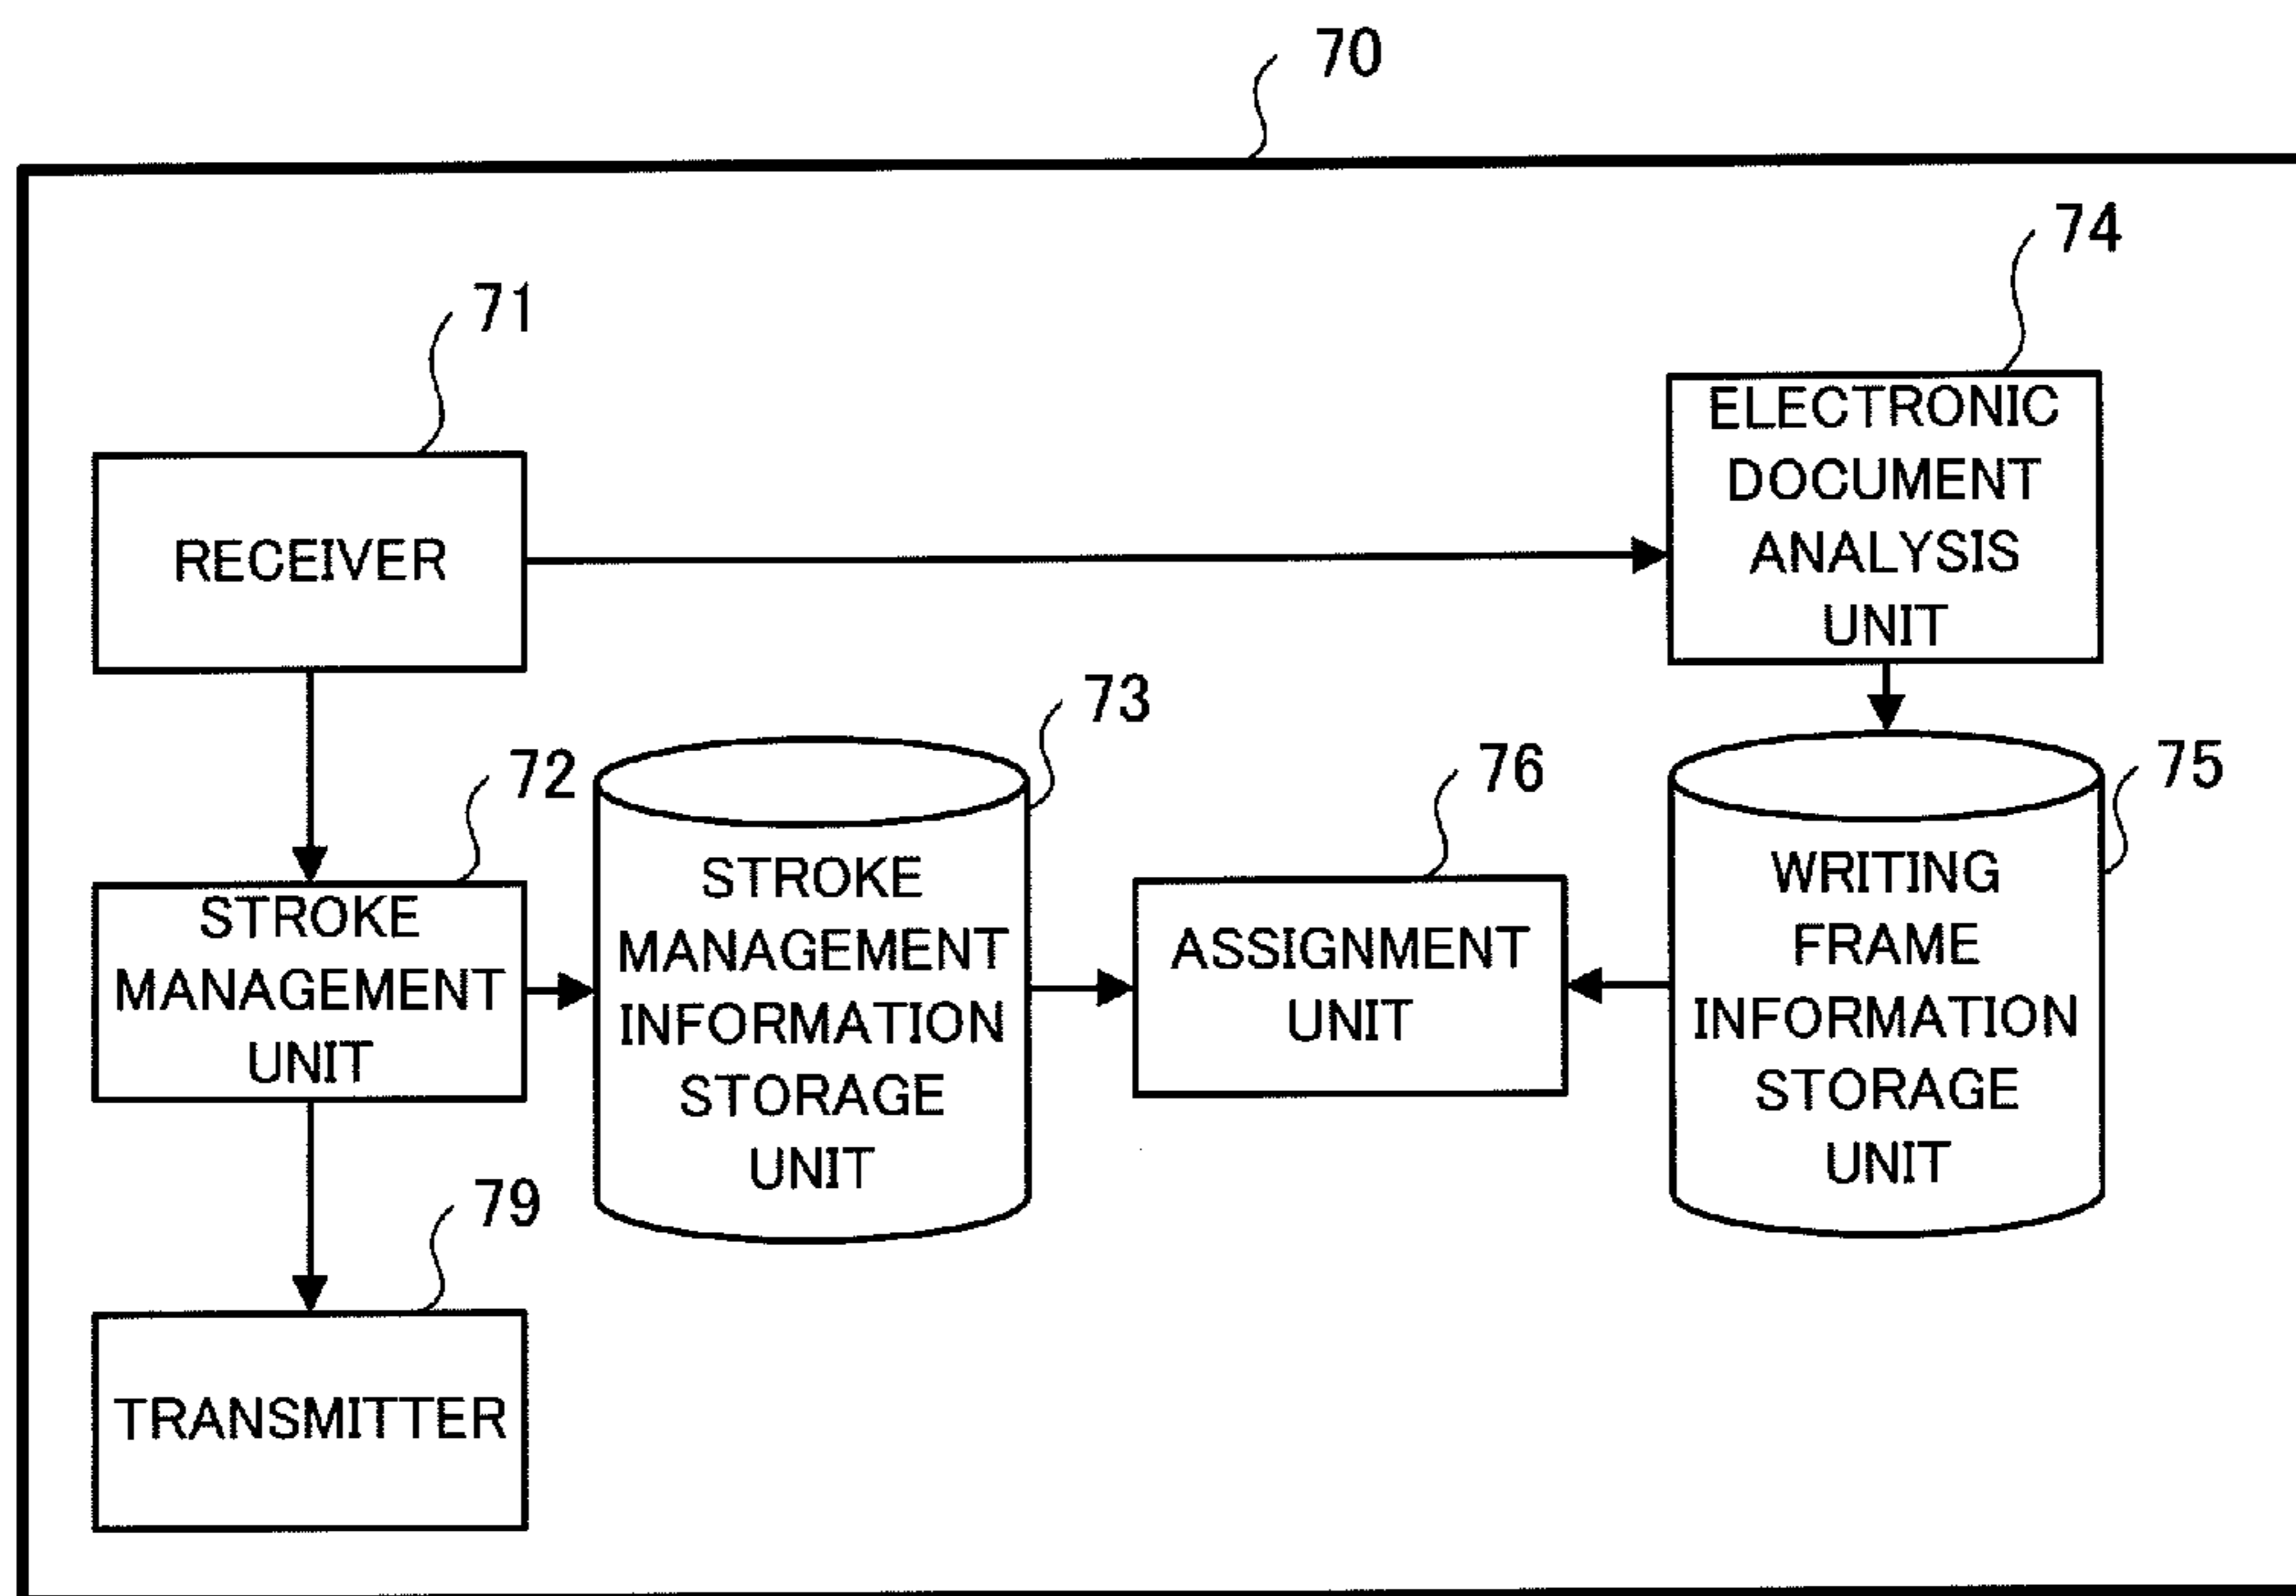 70
74
71
ELECTRONIC
DOCUMENT
ANALYSIS
UNIT
RECEIVER
73
72
76
75
STROKE
MANAGEMENT
UNIT
STROKE
MANAGEMENT
INFORMATION
STORAGE
UNIT
ASSIGNMENT
UNIT
WRITING
FRAME
INFORMATION
STORAGE
UNIT
79
TRANSMITTER